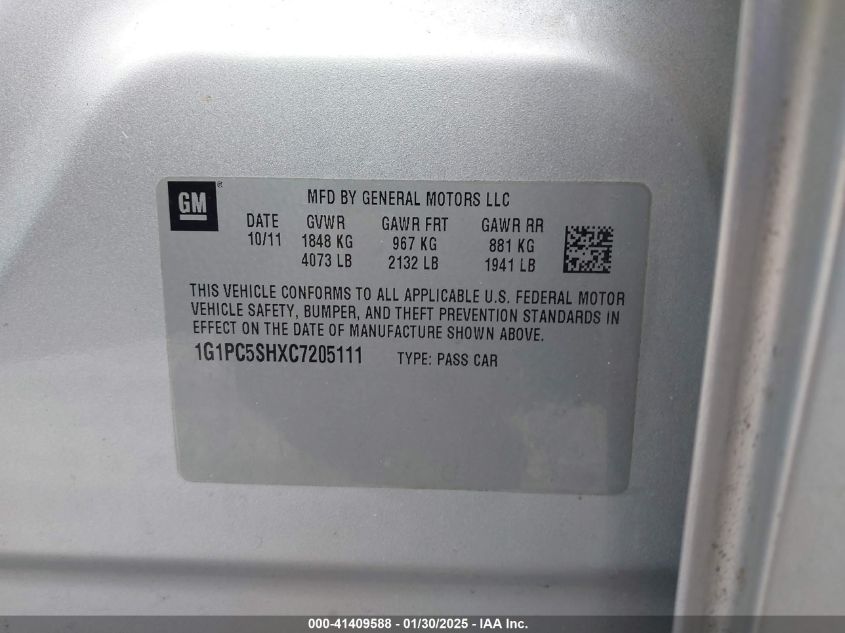 GM ® MFD BY GENERAL MOTORS LLC
DATE GVWR GAWR FRT GAWR RR
10/11 1848 KG 967 KG 881 KG
4073 LB 2132 LB 1941 LB
THIS VEHICLE CONFORMS TO ALL APPLICABLE U.S. FEDERAL MOTOR
VEHICLE SAFETY, BUMPER, AND THEFT PREVENTION STANDARDS IN
EFFECT ON THE DATE OF MANUFACTURE SHOWN ABOVE.
1G1PC5SHXC7205111 TYPE: PASS CAR
000-41409588 - 01/30/2025 - IAA Inc.